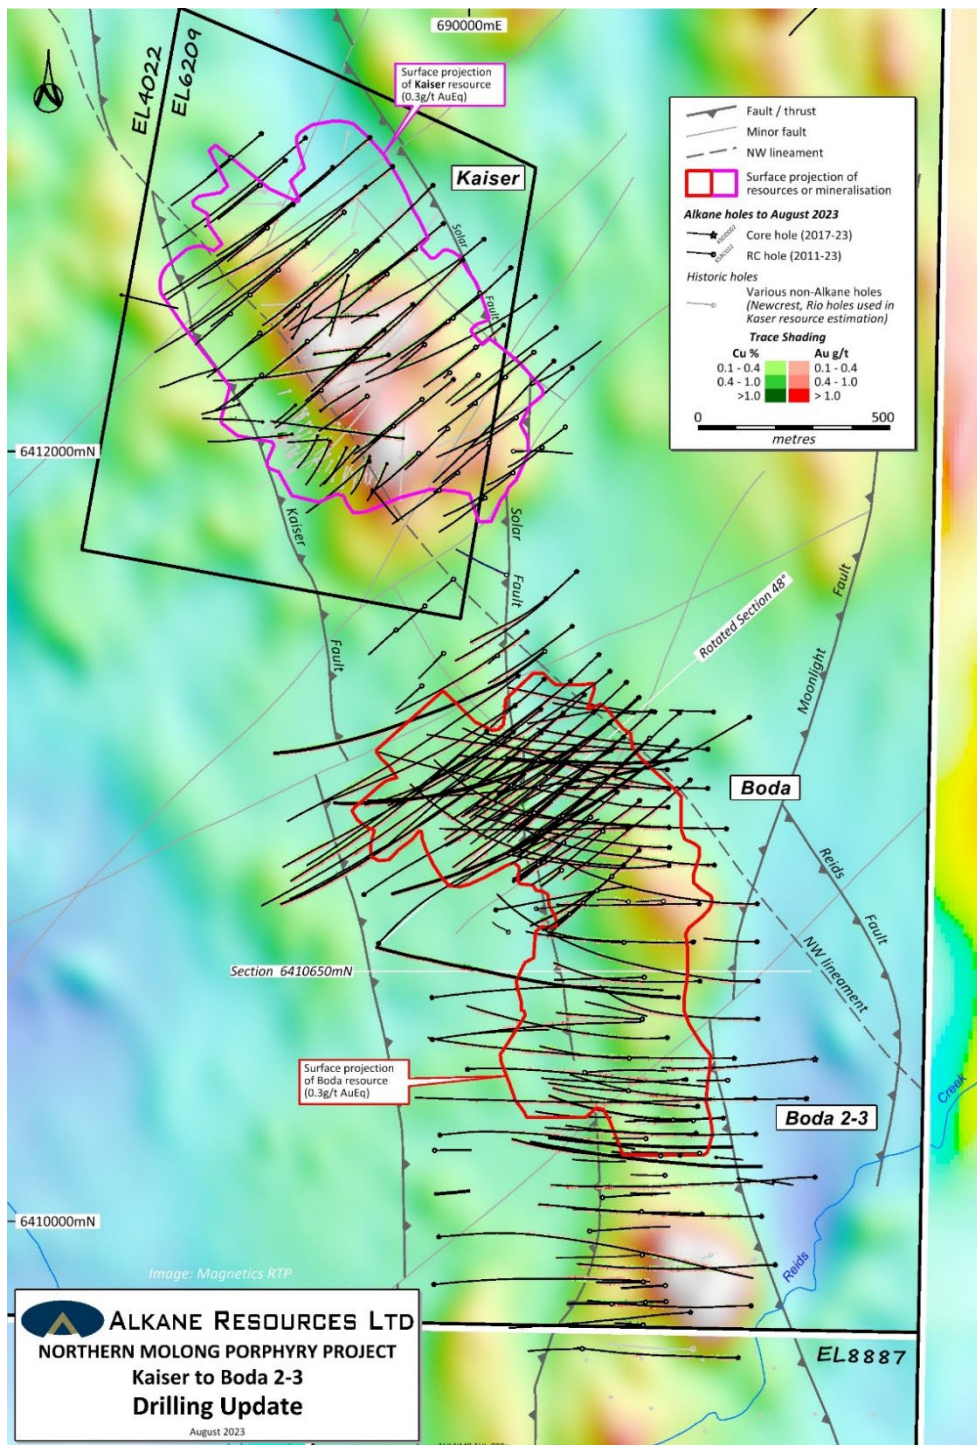 690000mE
EL4022
EL6209
Surface projection
of Kaiser resource
(0.3g/t AuEq)
Kaiser
Fault / thrust
Minor fault
NW lineament
Surface projection of
resources or mineralisation
Alkane holes to August 2023
Core hole (2017-23)
RC hole (2011-23)
Historic holes
Various non-Alkane holes
(Newcrest, Rio holes used in
Kaser resource estimation)
Trace Shading
Cu % Au g/t
0.1 - 0.4 0.1 - 0.4
0.4 - 1.0 0.4 - 1.0
>1.0 > 1.0
0 500
metres
Solar
Fault
6412000mN
Kaiser
Fault
Solar
Fault
Rotated Section 48°
Moonlight
Fault
Boda
Reids
Fault
NW lineament
Section 6410650mN
Surface projection
of Boda resource
(0.3g/t AuEq)
Boda 2-3
Creek
Reids
6410000mN
Image: Magnetics RTP
ALKANE RESOURCES LTD
NORTHERN MOLONG PORPHYRY PROJECT
Kaiser to Boda 2-3
Drilling Update
August 2023
EL8887